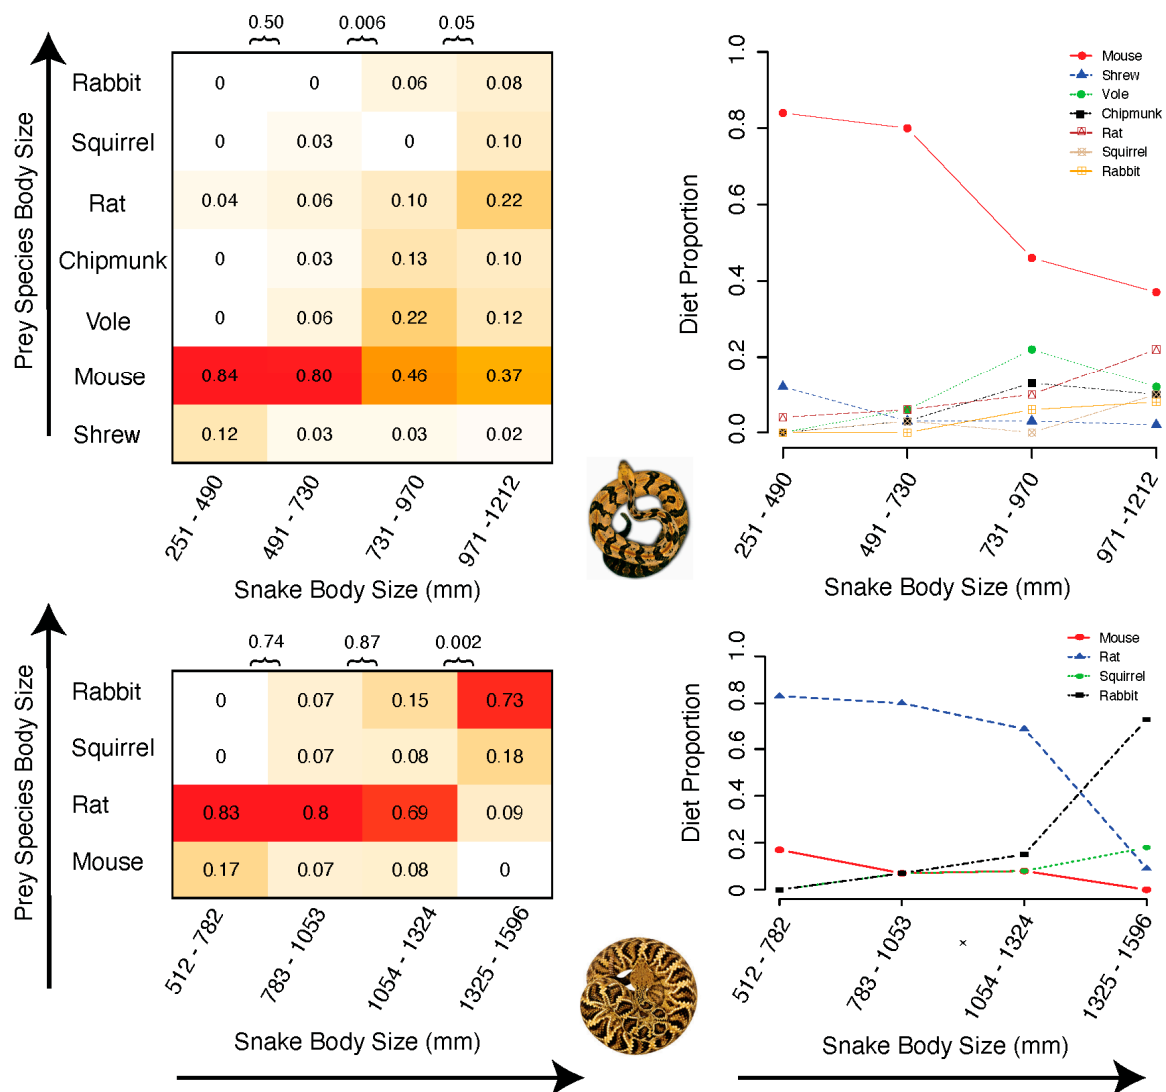 0.50 0.006 0.05
Prey Species Body Size
Rabbit 0 0 0.06 0.08
Squirrel 0 0.03 0 0.10
Rat 0.04 0.06 0.10 0.22
Chipmunk 0 0.03 0.13 0.10
Vole 0 0.06 0.22 0.12
Mouse 0.84 0.80 0.46 0.37
Shrew 0.12 0.03 0.03 0.02
251 - 490 491 - 730 731 - 970 971 -1212
Snake Body Size (mm)
Diet Proportion
1.0
0.8
0.6
0.4
0.2
0.0
Mouse
Shrew
Vole
Chipmunk
Rat
Squirrel
Rabbit
251 - 490 491 - 730 731 - 970 971 -1212
Snake Body Size (mm)
0.74 0.87 0.002
Prey Species Body Size
Rabbit 0 0.07 0.15 0.73
Squirrel 0 0.07 0.08 0.18
Rat 0.83 0.8 0.69 0.09
Mouse 0.17 0.07 0.08 0
512 - 782 783 - 1053 1054 - 1324 1325 - 1596
Snake Body Size (mm)
Diet Proportion
1.0
0.8
0.6
0.4
0.2
0
Mouse
Rat
Squirrel
Rabbit
512 - 782 783 - 1053 1054 - 1324 1325 - 1596
Snake Body Size (mm)